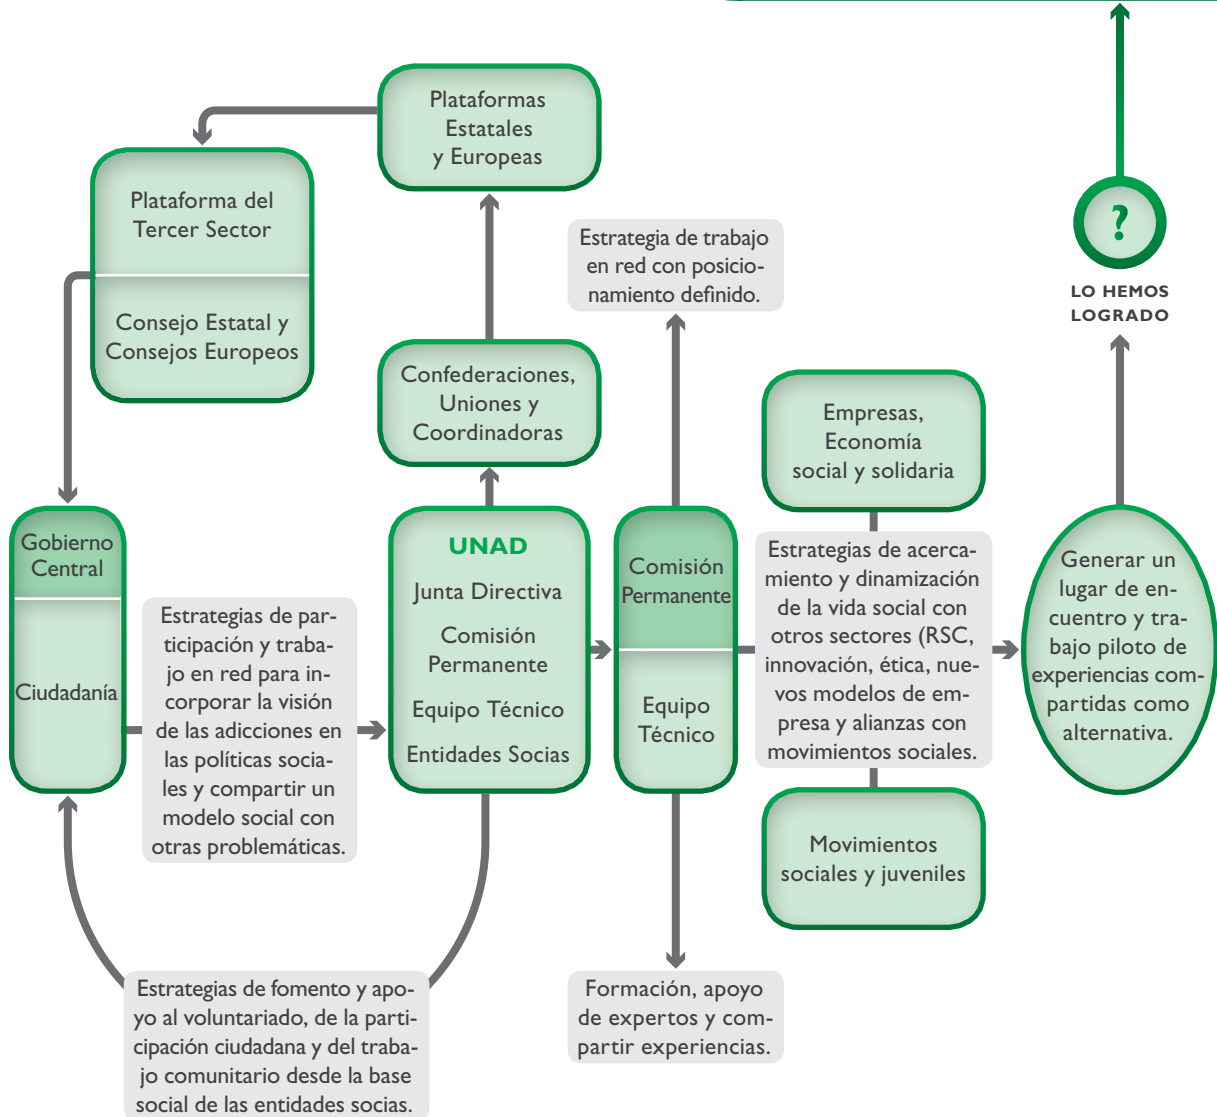 Plataformas
Estatales
y Europeas
Plataforma del
Tercer Sector
Consejo Estatal y
Consejos Europeos
Estrategia de trabajo
en red con posicio-
namiento definido.
?
LO HEMOS
LOGRADO
Confederaciones,
Uniones y
Coordinadoras
Empresas,
Economía
social y solidaria
Gobierno
Central
Ciudadanía
Estrategias de par-
ticipación y traba-
jo en red para in-
corporar la visión
de las adicciones en
las políticas socia-
les y compartir un
modelo social con
otras problemáticas.
UNAD
Junta Directiva
Comisión
Permanente
Equipo Técnico
Entidades Socias
Comisión
Permanente
Equipo
Técnico
Estrategias de acerca-
miento y dinamización
de la vida social con
otros sectores (RSC,
innovación, ética, nue-
vos modelos de em-
presa y alianzas con
movimientos sociales.
Generar un
lugar de en-
cuentro y tra-
bajo piloto de
experiencias com-
partidas como
alternativa.
Movimientos
sociales y juveniles
Estrategias de fomento y apo-
yo al voluntariado, de la parti-
cipación ciudadana y del traba-
jo comunitario desde la base
social de las entidades socias.
Formación, apoyo
de expertos y com-
partir experiencias.